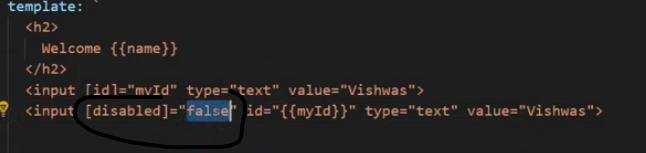 template: `
<h2>
Welcome {{name}}
</h2>
<input [id]="myId" type="text" value="Vishwas">
<input [disabled]="false" id="{{myId}}" type="text" value="Vishwas">